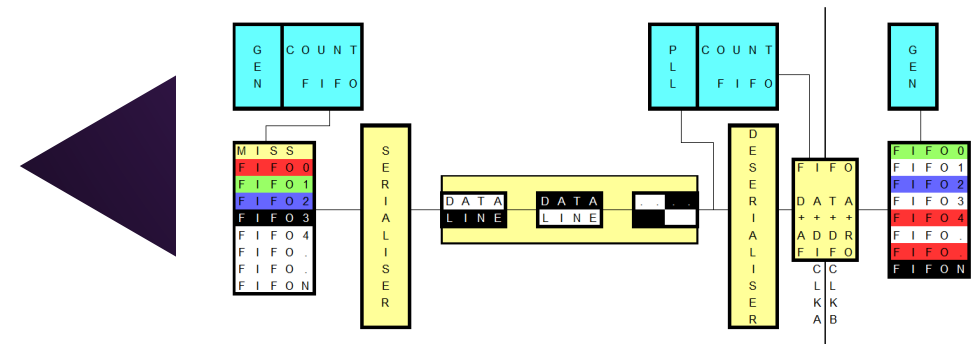 GEN
COUNT
FIFO
MISS
FIFO0
FIFO1
FIFO2
FIFO3
FIFO4
FIFO.
FIFO.
FIFON
SERIALISER
DATA
LINE
DATA
LINE
....
PLL
COUNT
FIFO
DESERIALISER
FIFO
DATA
++++
ADDR
FIFO
CLKA
CLKB
GEN
FIFO0
FIFO1
FIFO2
FIFO3
FIFO4
FIFO.
FIFO.
FIFON